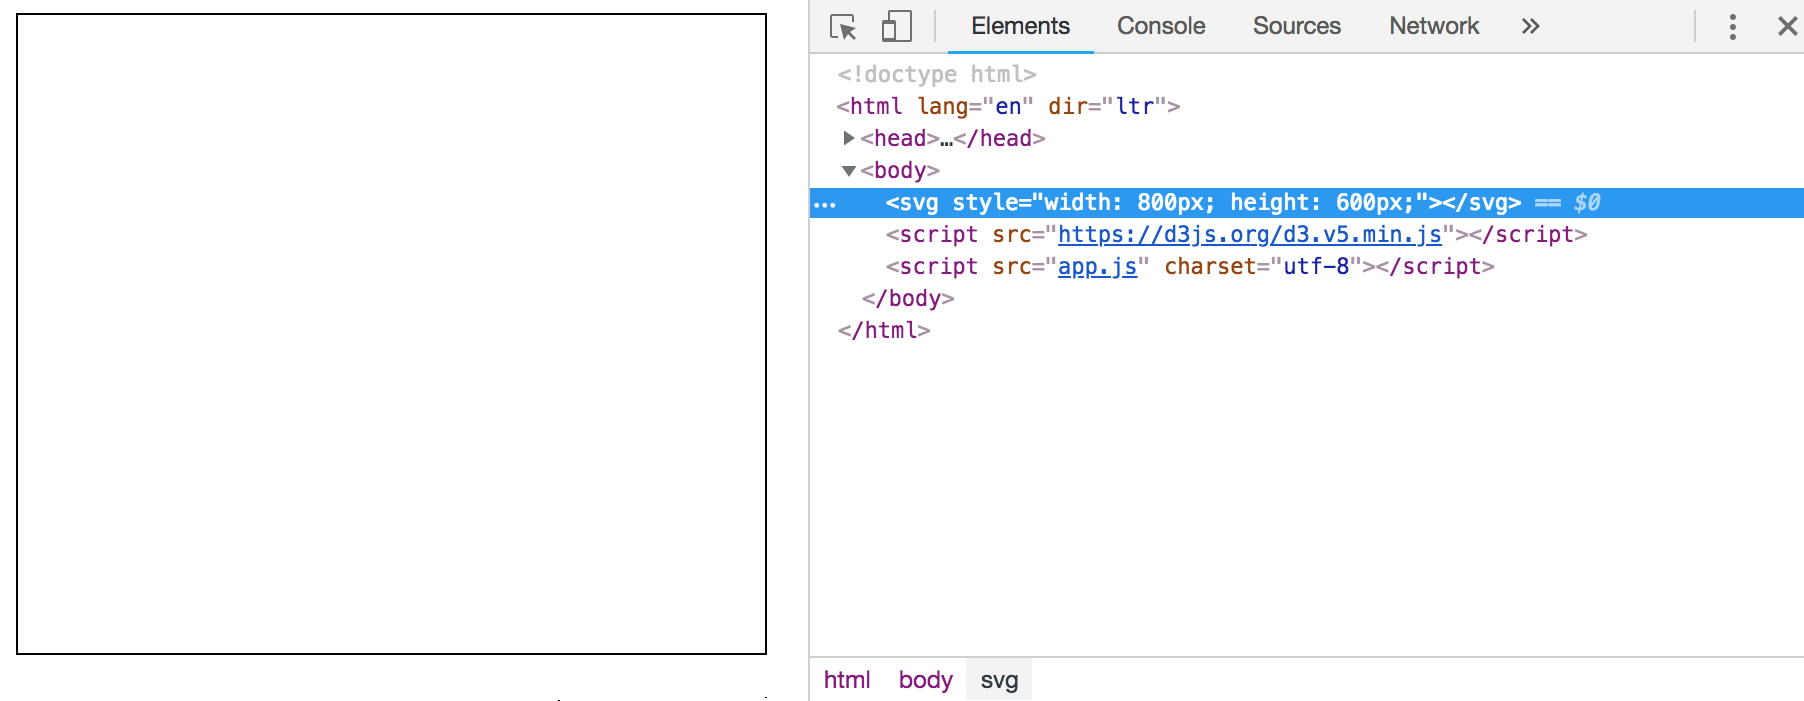 Elements Console Sources Network »
<!doctype html>
<html lang="en" dir="ltr">
▶<head>…</head>
▼<body>
… <svg style="width: 800px; height: 600px;"></svg> == $0
<script src="https://d3js.org/d3.v5.min.js"></script>
<script src="app.js" charset="utf-8"></script>
</body>
</html>
html body svg